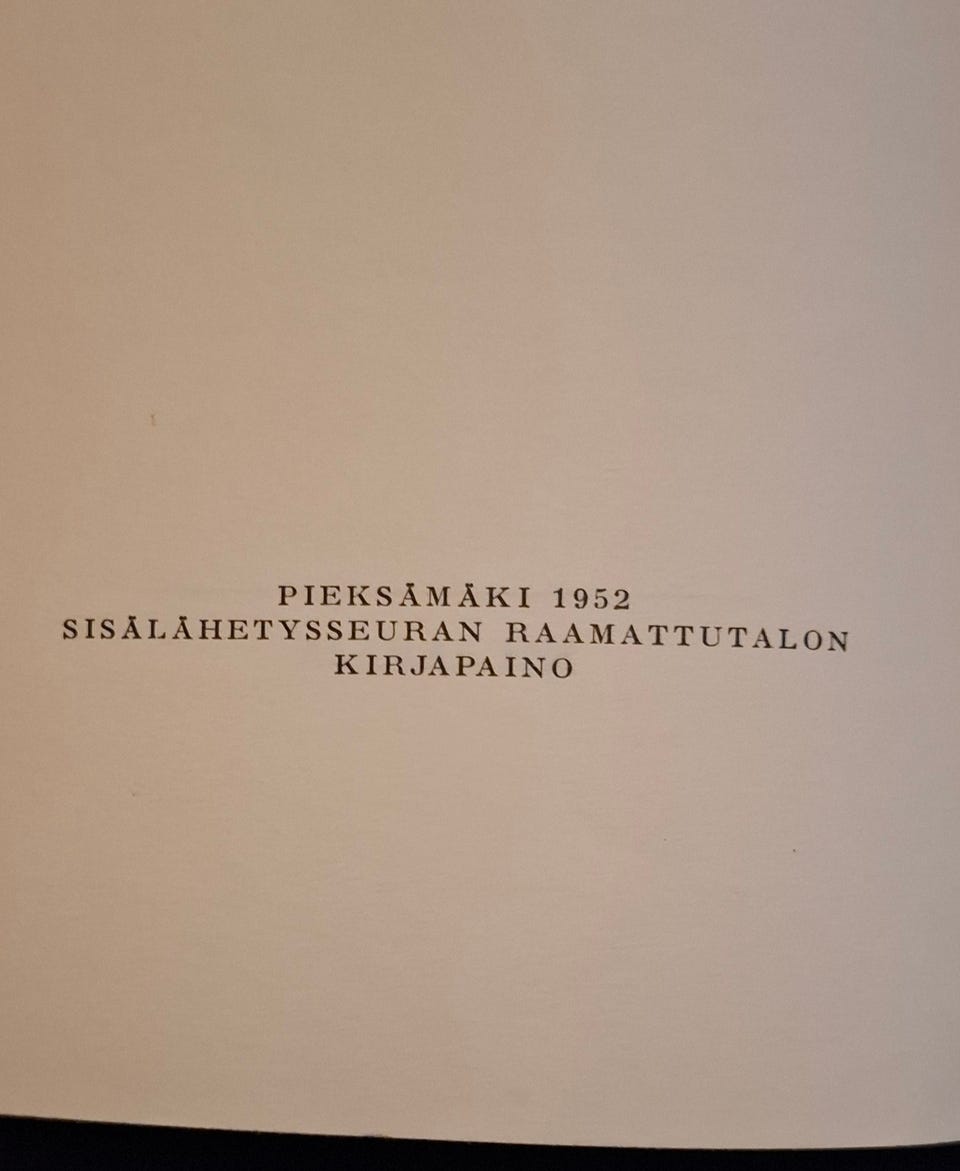 PIEKSÄMÄKI 1952
SISÄLÄHETYSSEURAN RAAMATTUTALON
KIRJAPAINO